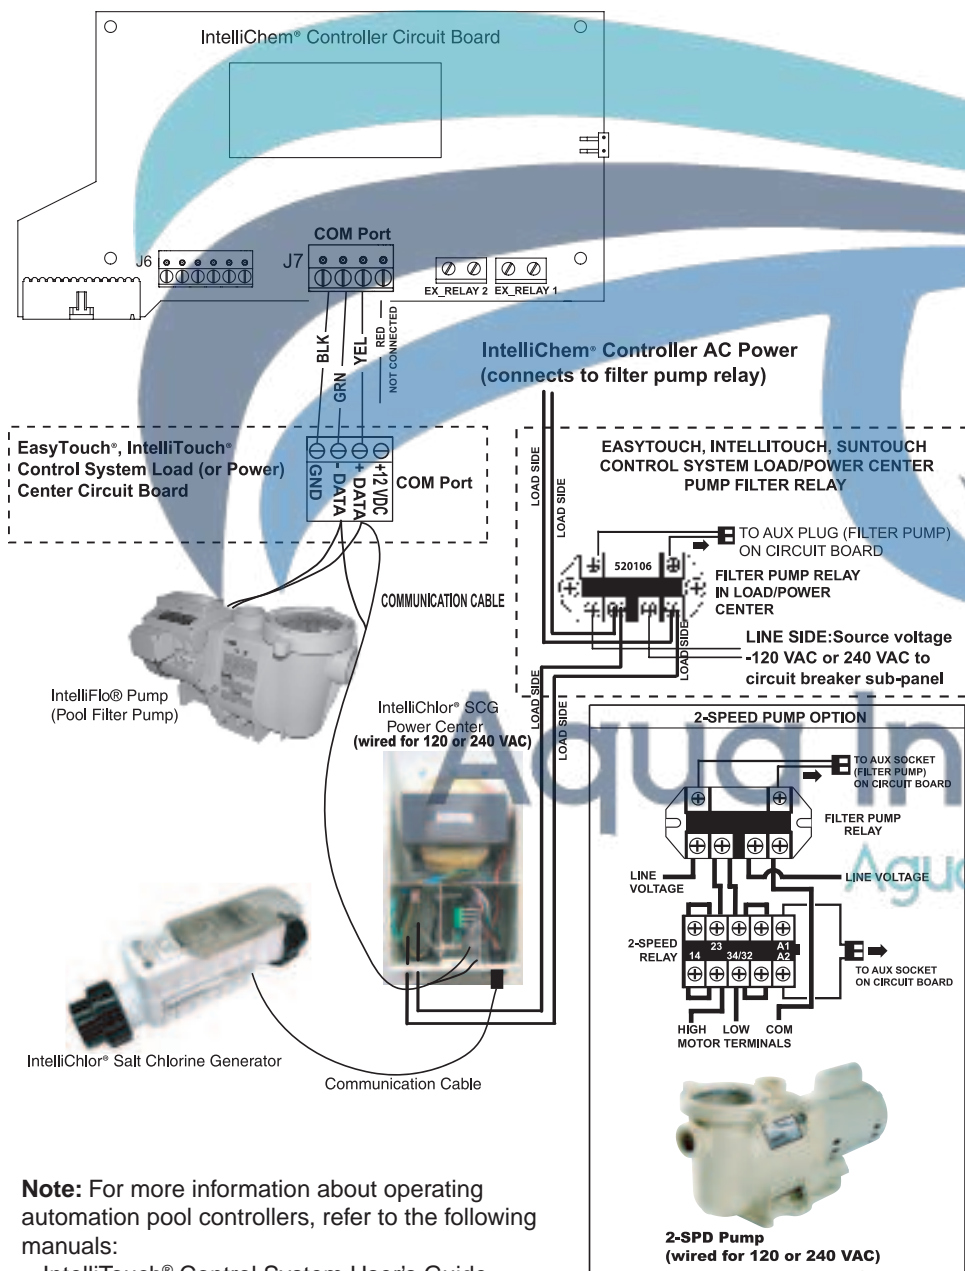 IntelliChem® Controller Circuit Board
COM Port
J6
J7
EX_RELAY 2
EX_RELAY 1
BLK
GRN
YEL
RED
NOT CONNECTED
IntelliChem® Controller AC Power
(connects to filter pump relay)
EasyTouch®, IntelliTouch®
Control System Load (or Power)
Center Circuit Board
GND
- DATA
+ DATA
+12 VDC
COM Port
LOAD SIDE
LOAD SIDE
EASYTOUCH, INTELLITOUCH, SUNTOUCH
CONTROL SYSTEM LOAD/POWER CENTER
PUMP FILTER RELAY
TO AUX PLUG (FILTER PUMP)
ON CIRCUIT BOARD
520106
FILTER PUMP RELAY
IN LOAD/POWER
CENTER
LINE SIDE:Source voltage
-120 VAC or 240 VAC to
circuit breaker sub-panel
LOAD SIDE
LOAD SIDE
LOAD SIDE
COMMUNICATION CABLE
IntelliFlo® Pump
(Pool Filter Pump)
IntelliChlor® SCG
Power Center
(wired for 120 or 240 VAC)
Aqua In
Aqua
2-SPEED PUMP OPTION
TO AUX SOCKET
(FILTER PUMP)
ON CIRCUIT BOARD
FILTER PUMP
RELAY
LINE
VOLTAGE
LINE VOLTAGE
2-SPEED
RELAY
23
A1
14
34/32
A2
TO AUX SOCKET
ON CIRCUIT BOARD
HIGH LOW COM
MOTOR TERMINALS
IntelliChlor® Salt Chlorine Generator
Communication Cable
2-SPD Pump
(wired for 120 or 240 VAC)
Note: For more information about operating
automation pool controllers, refer to the following
manuals:
IntelliTouch® Control System User's Guide